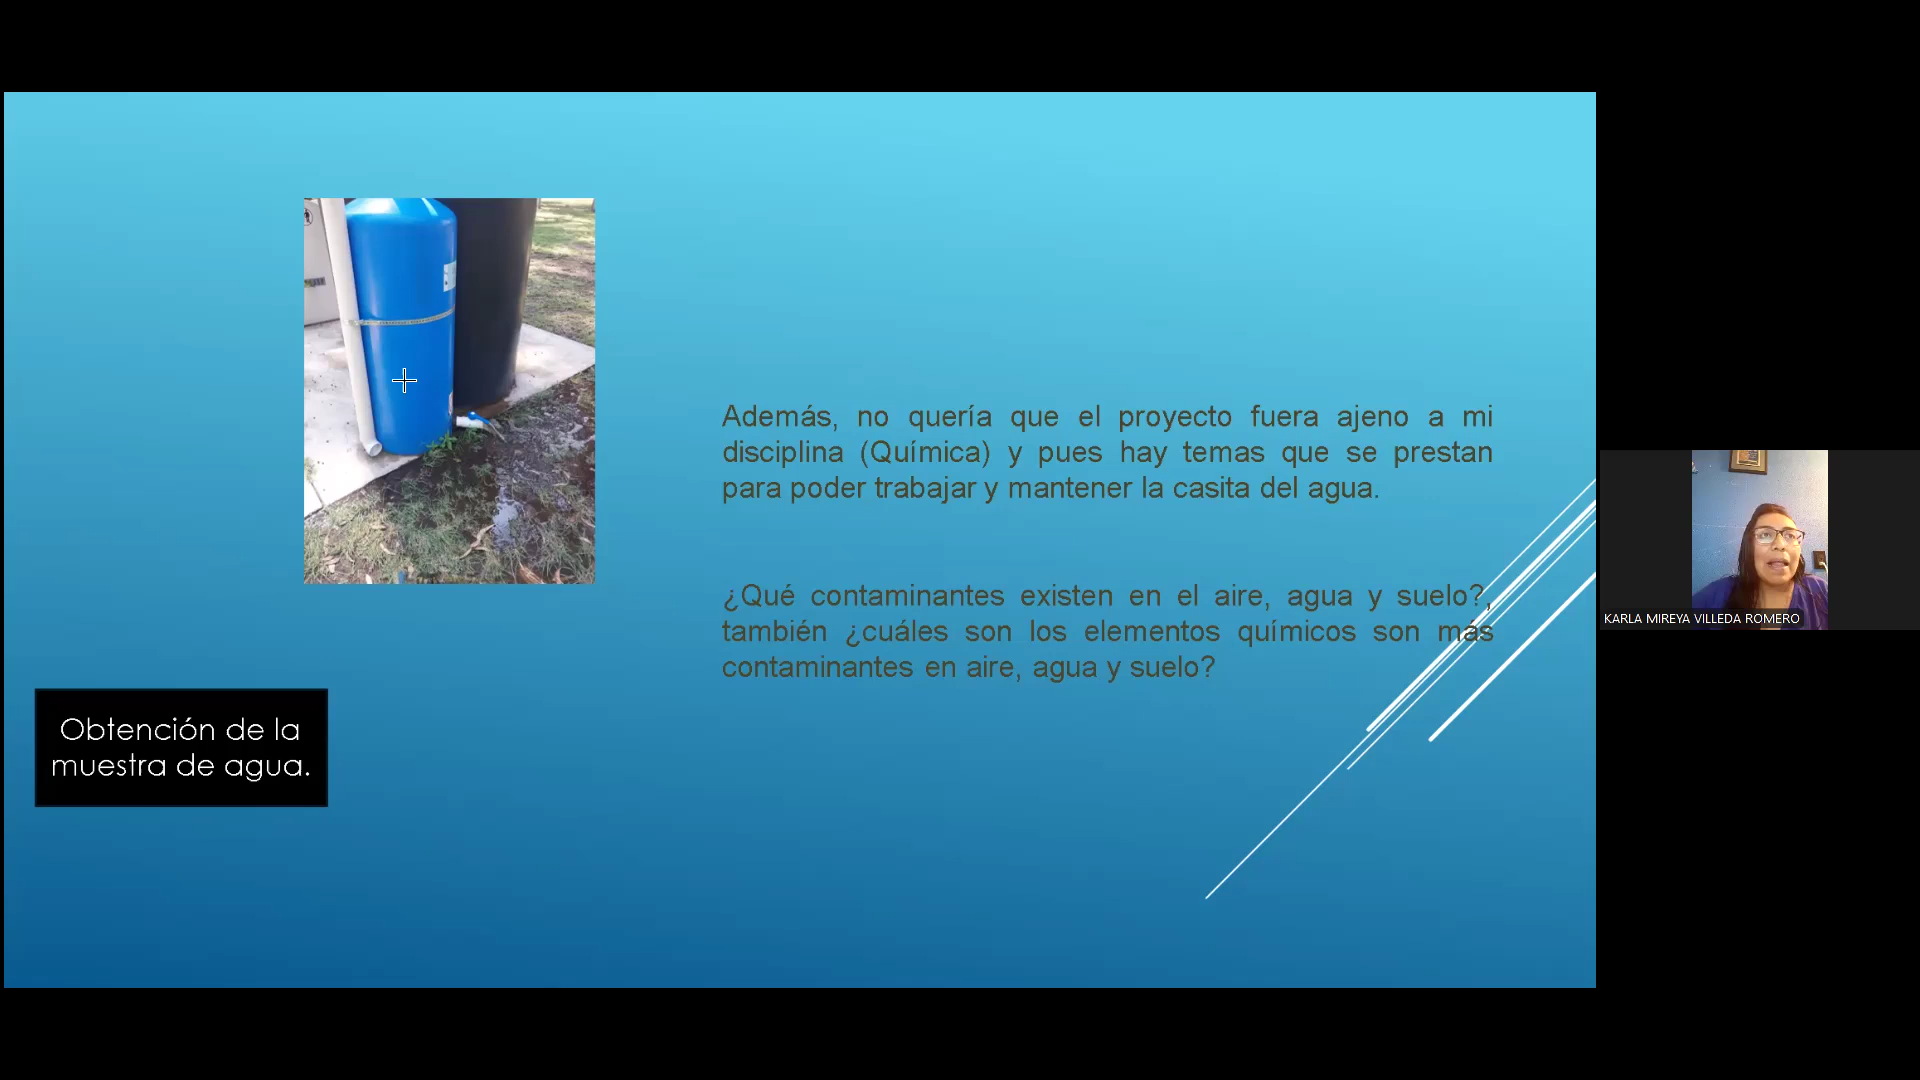 Además, no quería que el proyecto fuera ajeno a mi
disciplina (Química) y pues hay temas que se prestan
para poder trabajar y mantener la casita del agua.
¿Qué contaminantes existen en el aire, agua y suelo?,
también ¿cuáles son los elementos químicos son más
contaminantes en aire, agua y suelo?
Obtención de la
muestra de agua.
KARLA MIREYA VILLEDA ROMERO